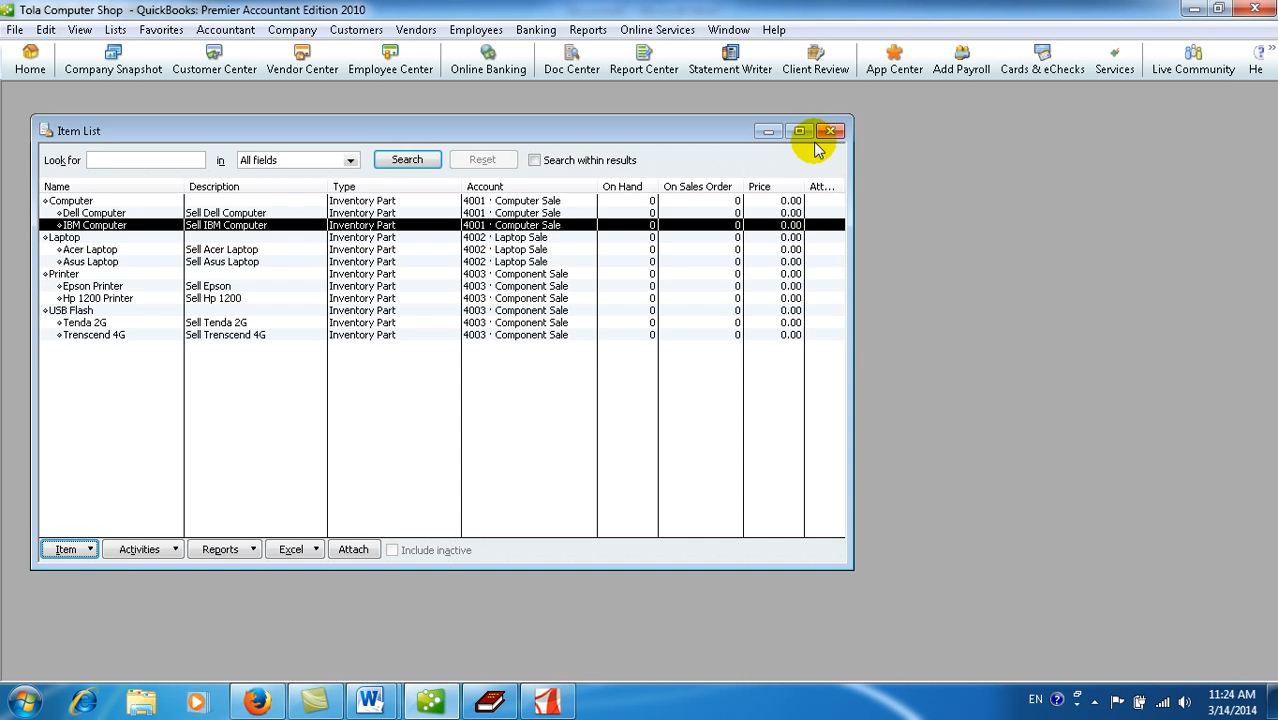 Tola Computer Shop - QuickBooks: Premier Accountant Edition 2010
File Edit View Lists Favorites Accountant Company Customers Vendors Employees Banking Reports Online Services Window Help
Home Company Snapshot Customer Center Vendor Center Employee Center Online Banking Doc Center Report Center Statement Writer Client Review App Center Add Payroll Cards & eChecks Services Live Community He
Item List
Look for in All fields Search Reset Search within results
Name Description Type Account On Hand On Sales Order Price Att...
Computer Inventory Part 4001 · Computer Sale 0 0 0.00
Dell Computer Sell Dell Computer Inventory Part 4001 · Computer Sale 0 0 0.00
IBM Computer Sell IBM Computer Inventory Part 4001 · Computer Sale 0 0 0.00
Laptop Inventory Part 4002 · Laptop Sale 0 0 0.00
Acer Laptop Sell Acer Laptop Inventory Part 4002 · Laptop Sale 0 0 0.00
Asus Laptop Sell Asus Laptop Inventory Part 4002 · Laptop Sale 0 0 0.00
Printer Inventory Part 4003 · Component Sale 0 0 0.00
Epson Printer Sell Epson Inventory Part 4003 · Component Sale 0 0 0.00
Hp 1200 Printer Sell Hp 1200 Inventory Part 4003 · Component Sale 0 0 0.00
USB Flash Inventory Part 4003 · Component Sale 0 0 0.00
Tenda 2G Sell Tenda 2G Inventory Part 4003 · Component Sale 0 0 0.00
Trenscend 4G Sell Transcend 4G Inventory Part 4003 · Component Sale 0 0 0.00
Item Activities Reports Excel Attach Include inactive
EN 11:24 AM
3/14/2014